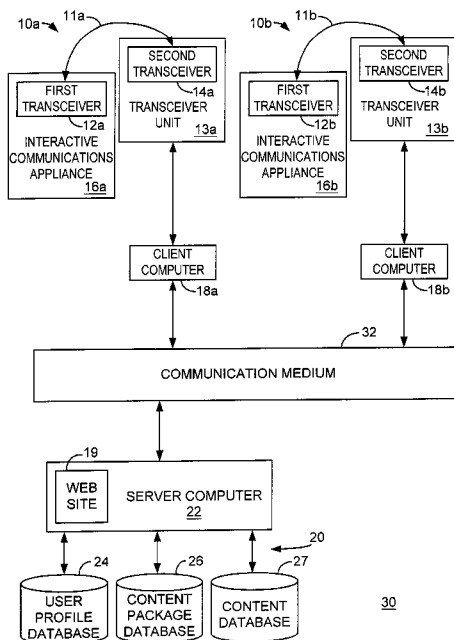 10a
11a
SECOND
TRANSCEIVER
14a
TRANSCEIVER
UNIT
13a
FIRST
TRANSCEIVER
12a
INTERACTIVE
COMMUNICATIONS
APPLIANCE
16a
10b
11b
SECOND
TRANSCEIVER
14b
TRANSCEIVER
UNIT
13b
FIRST
TRANSCEIVER
12b
INTERACTIVE
COMMUNICATIONS
APPLIANCE
16b
CLIENT
COMPUTER
18a
CLIENT
COMPUTER
18b
32
COMMUNICATION MEDIUM
19
WEB
SITE
SERVER COMPUTER
22
20
24
USER
PROFILE
DATABASE
26
CONTENT
PACKAGE
DATABASE
27
CONTENT
DATABASE
30